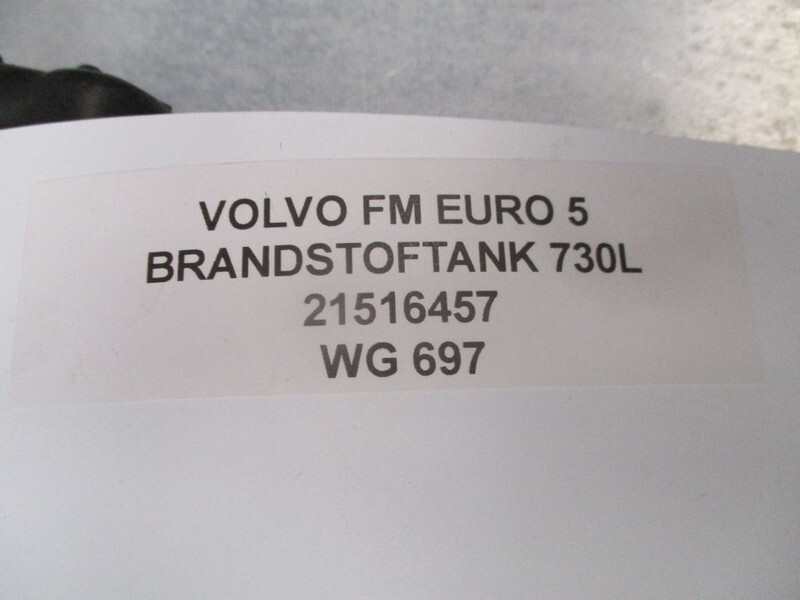 VOLVO FM EURO 5
BRANDSTOFTANK 730L
21516457
WG 697